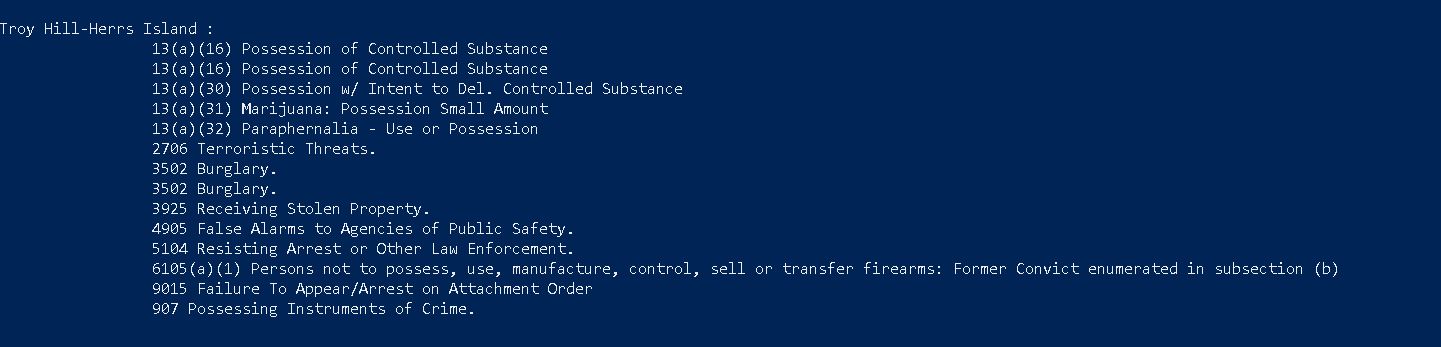 Troy Hill-Herrs Island :
13(a)(16) Possession of Controlled Substance
13(a)(16) Possession of Controlled Substance
13(a)(30) Possession w/ Intent to Del. Controlled Substance
13(a)(31) Marijuana: Possession Small Amount
13(a)(32) Paraphernalia - Use or Possession
2706 Terroristic Threats.
3502 Burglary.
3502 Burglary.
3925 Receiving Stolen Property.
4905 False Alarms to Agencies of Public Safety.
5104 Resisting Arrest or Other Law Enforcement.
6105(a)(1) Persons not to possess, use, manufacture, control, sell or transfer firearms: Former Convict enumerated in subsection (b)
9015 Failure To Appear/Arrest on Attachment Order
907 Possessing Instruments of Crime.